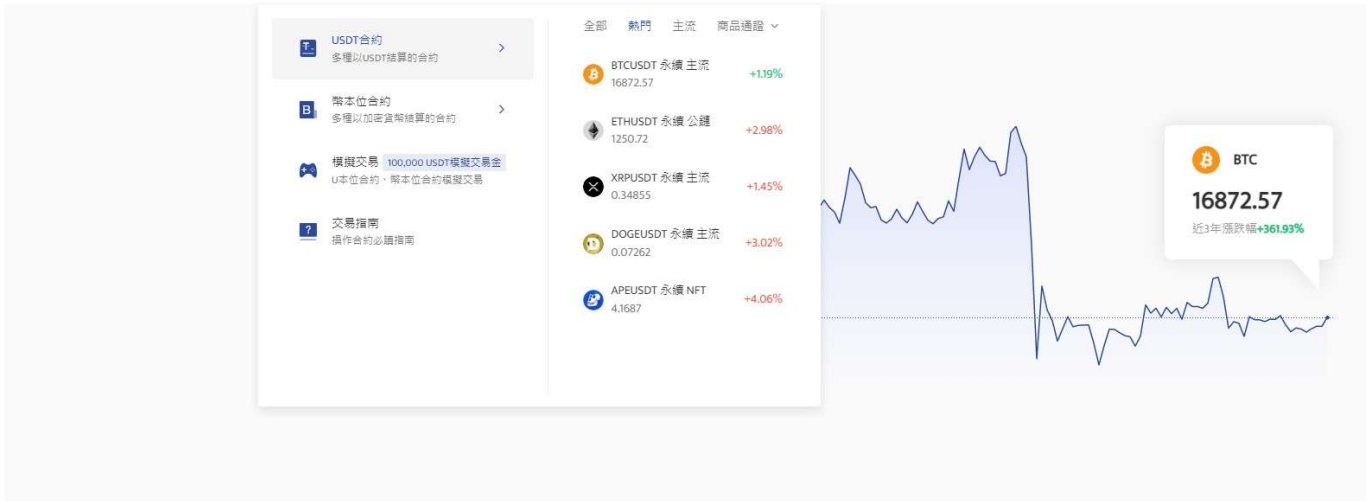 USDT合約
多種以USDT結算的合約
幣本位合約
多種以加密貨幣結算的合約
模擬交易 100,000 USDT模擬交易金
U本位合約、幣本位合約模擬交易
交易指南
操作合約必讀指南
全部 熱門 主流 商品通證
BTCUSDT 永續 主流
16872.57
+1.19%
ETHUSDT 永續 公鏈
1250.72
+2.98%
XRPUSDT 永續 主流
0.34855
+1.45%
DOGEUSDT 永續 主流
0.07262
+3.02%
APEUSDT 永續 NFT
4.1687
+4.06%
BTC
16872.57
近3年漲跌幅+361.93%